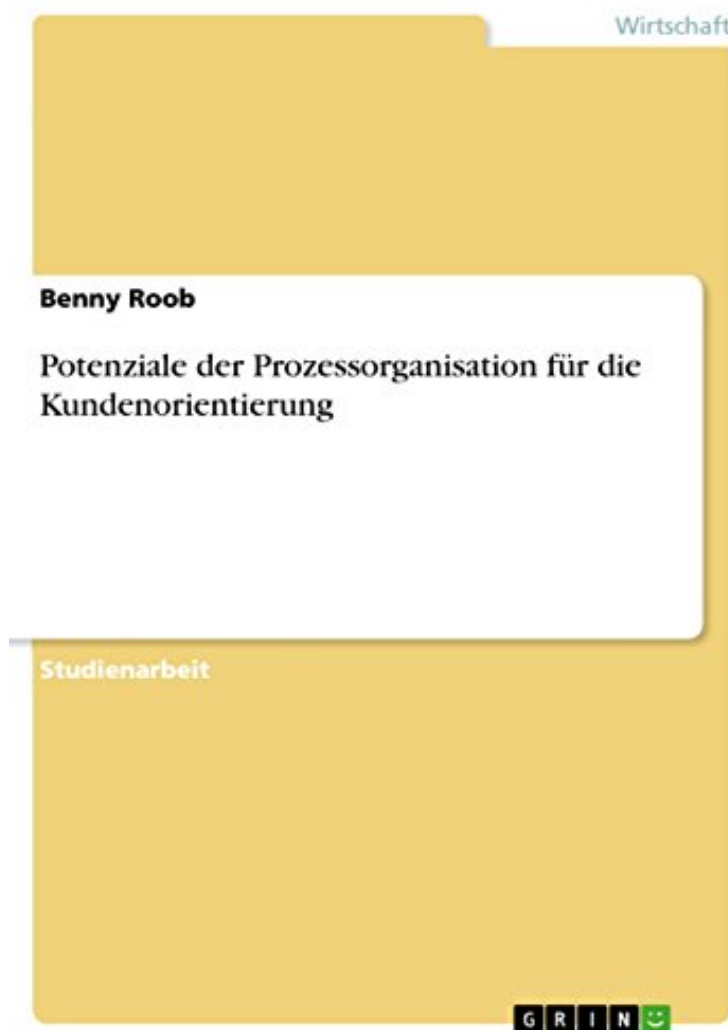 Wirtschaft
Benny Roob
Potenziale der Prozessorganisation für die
Kundenorientierung
Studienarbeit
GRIN